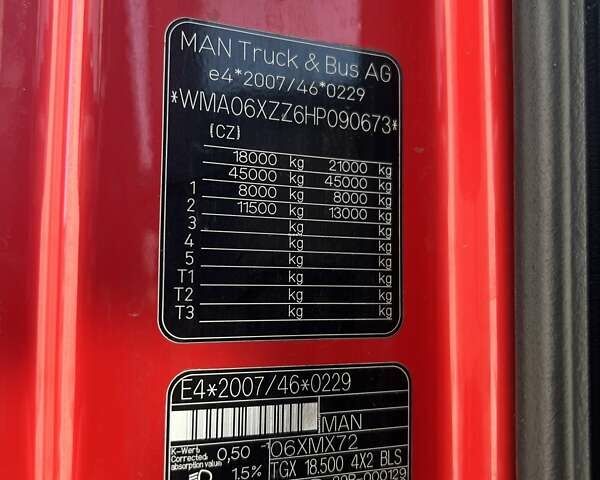 MAN Truck & Bus AG
e4*2007/46*0229
*WMA06XZZ6HP090673*
(CZ)
18000 kg 21000 kg
45000 kg 45000 kg
1 8000 kg 8000 kg
2 11500 kg 13000 kg
3 kg kg
4 kg kg
5 kg kg
T1 kg kg
T2 kg kg
T3 kg kg
E4*2007/46*0229
MAN
K-Wert
Corrected
absorption value
0,50
06XMX72
1.5%
TGX 18.500 4X2 BLS